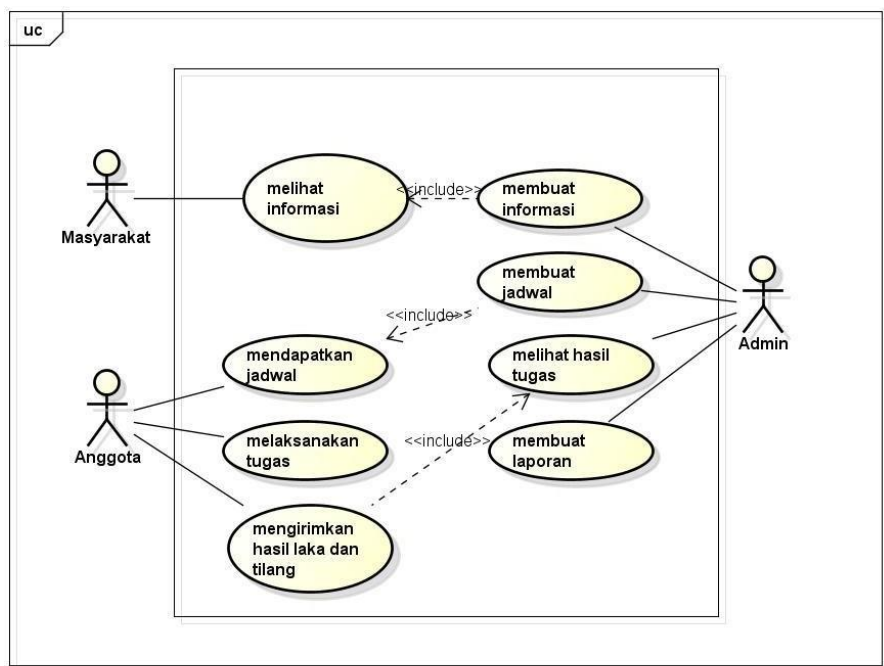 uc
melihat
informasi
<<include>>
membuat
informasi
Masyarakat
membuat
jadwal
<<include>>
Admin
mendapatkan
jadwal
melihat hasil
tugas
Anggota
melaksanakan
tugas
<<include>>
membuat
laporan
mengirimkan
hasil laka dan
tilang